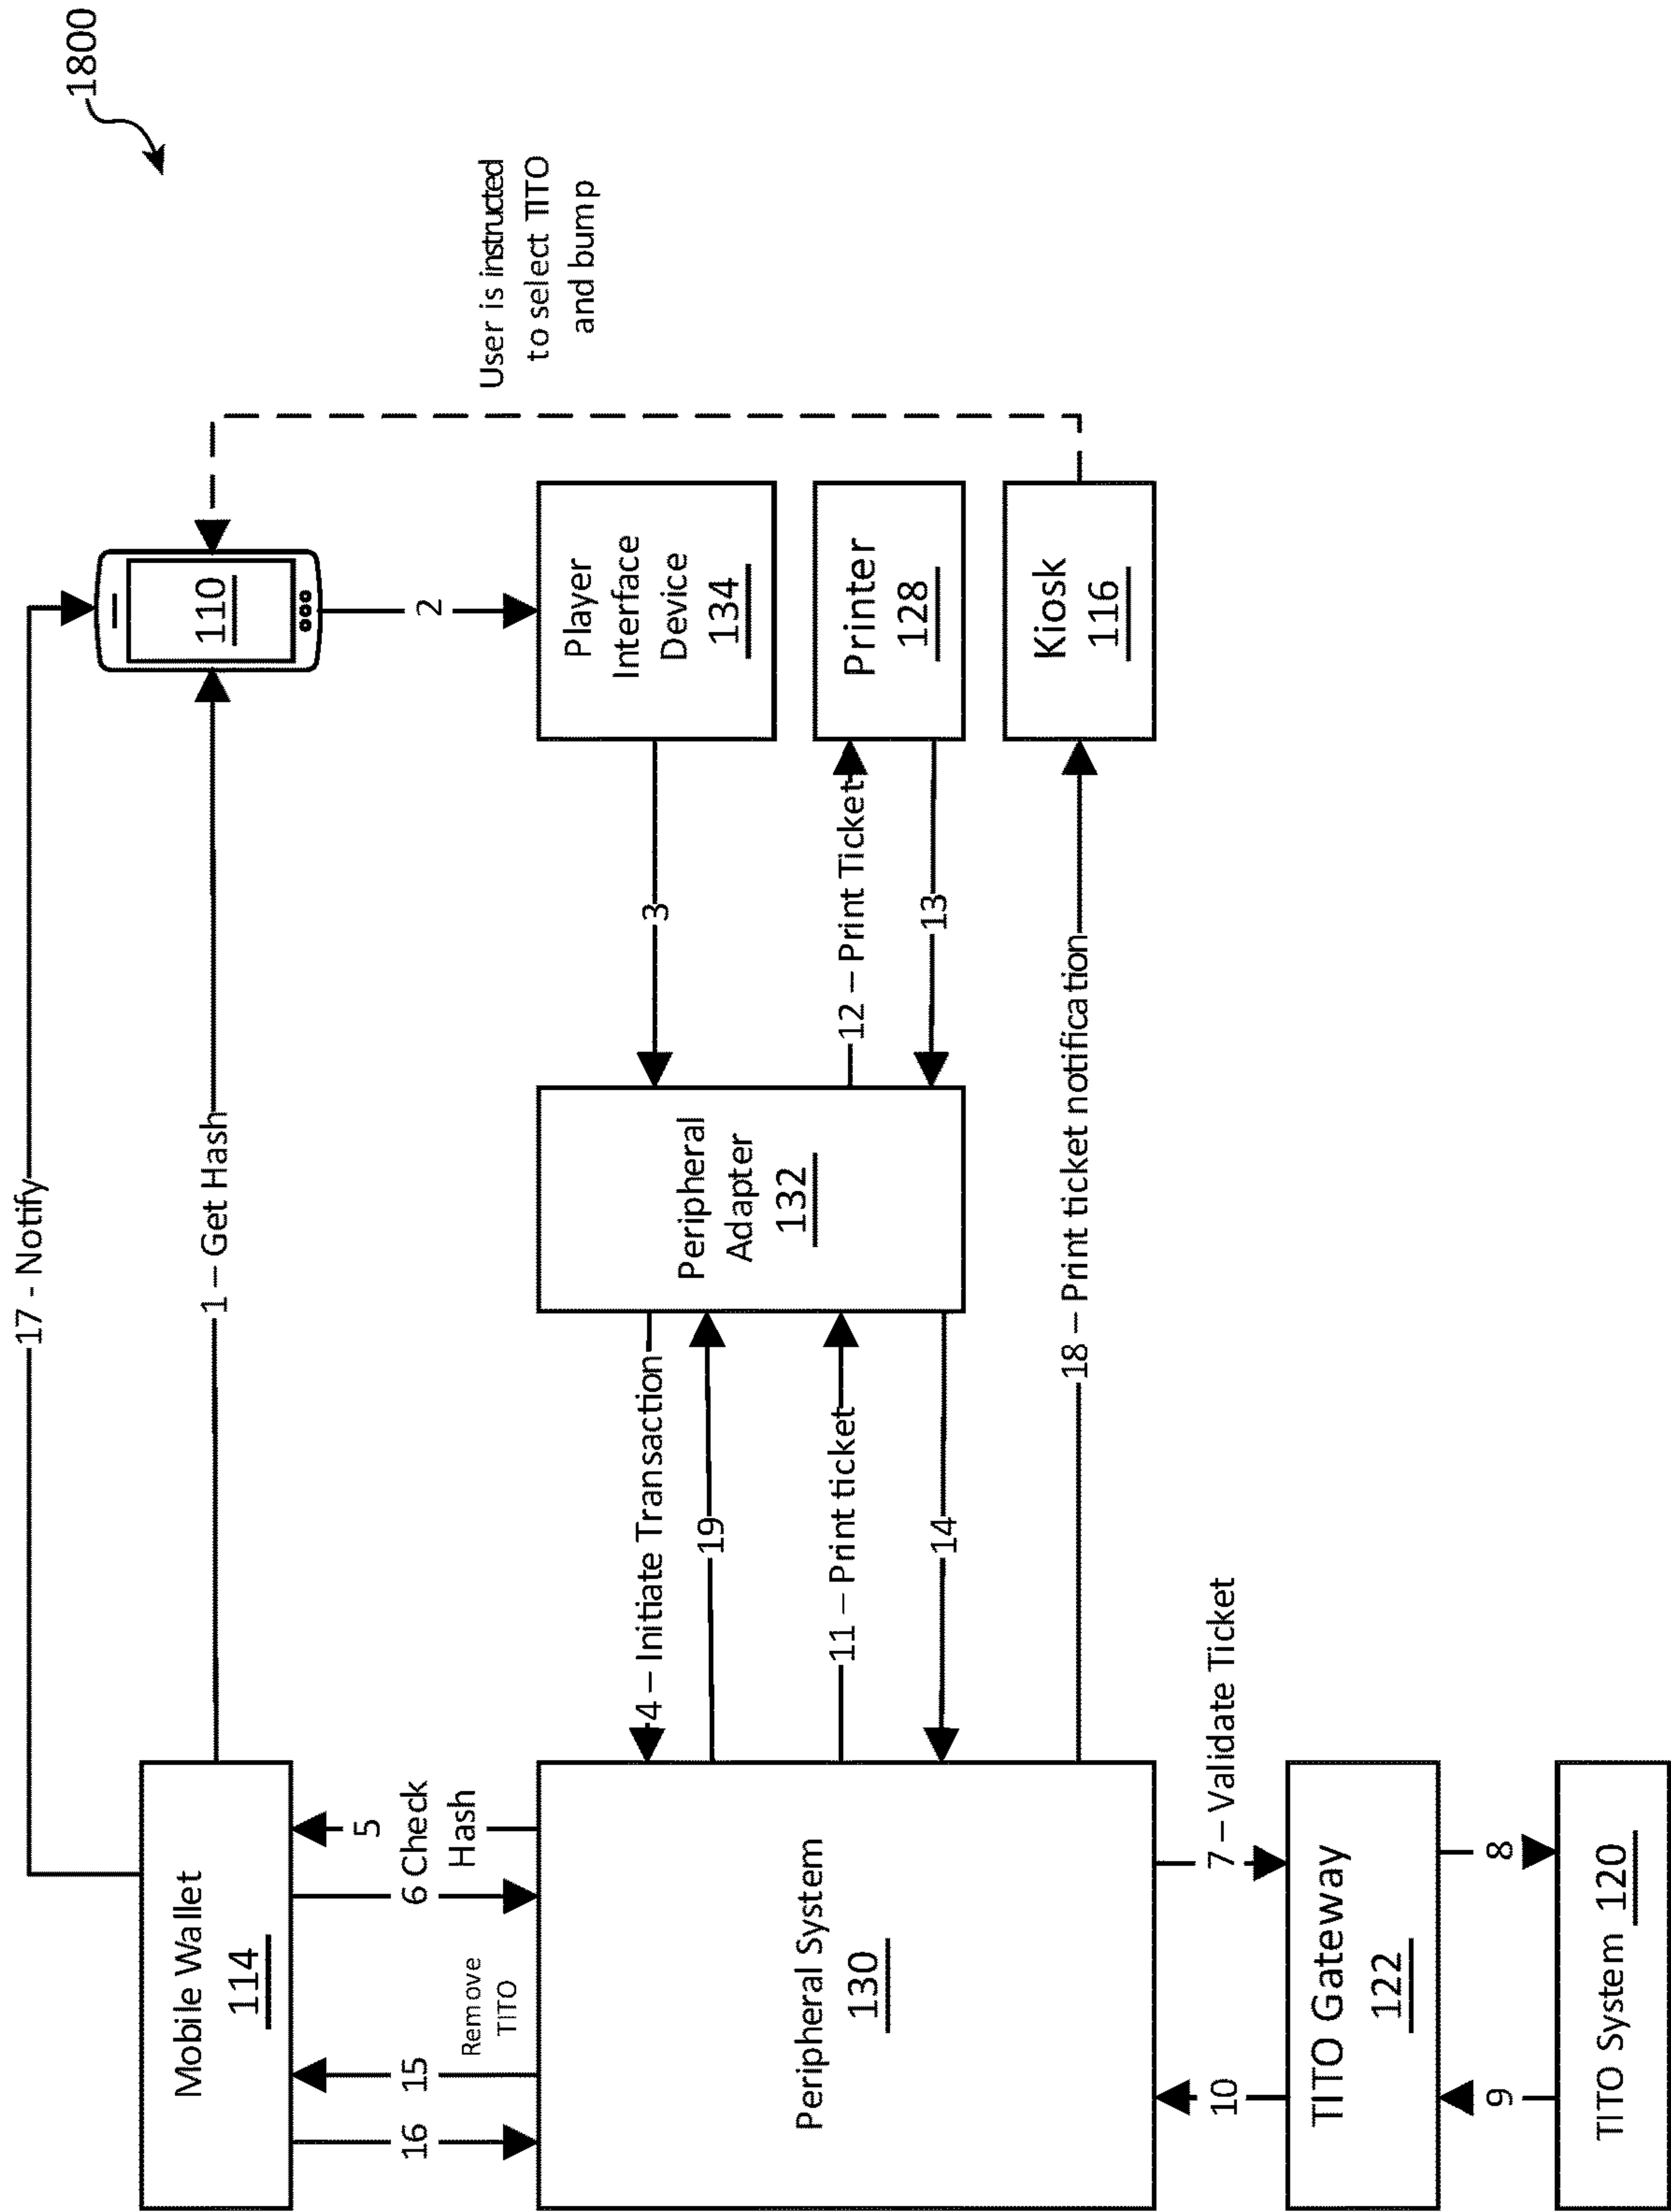 1800
17 - Notify
1 – Get Hash
110
User is instructed
to select TITO
and bump
2
Mobile Wallet
114
16
15
Remove
TITO
6 Check
Hash
5
Player
Interface
Device
134
3
Printer
128
12 – Print Ticket
13
Kiosk
116
Peripheral
Adapter
132
4 – Initiate Transaction
19
11 – Print ticket
14
18 – Print ticket notification
Peripheral System
130
7 – Validate Ticket
10
TITO Gateway
122
8
9
TITO System 120